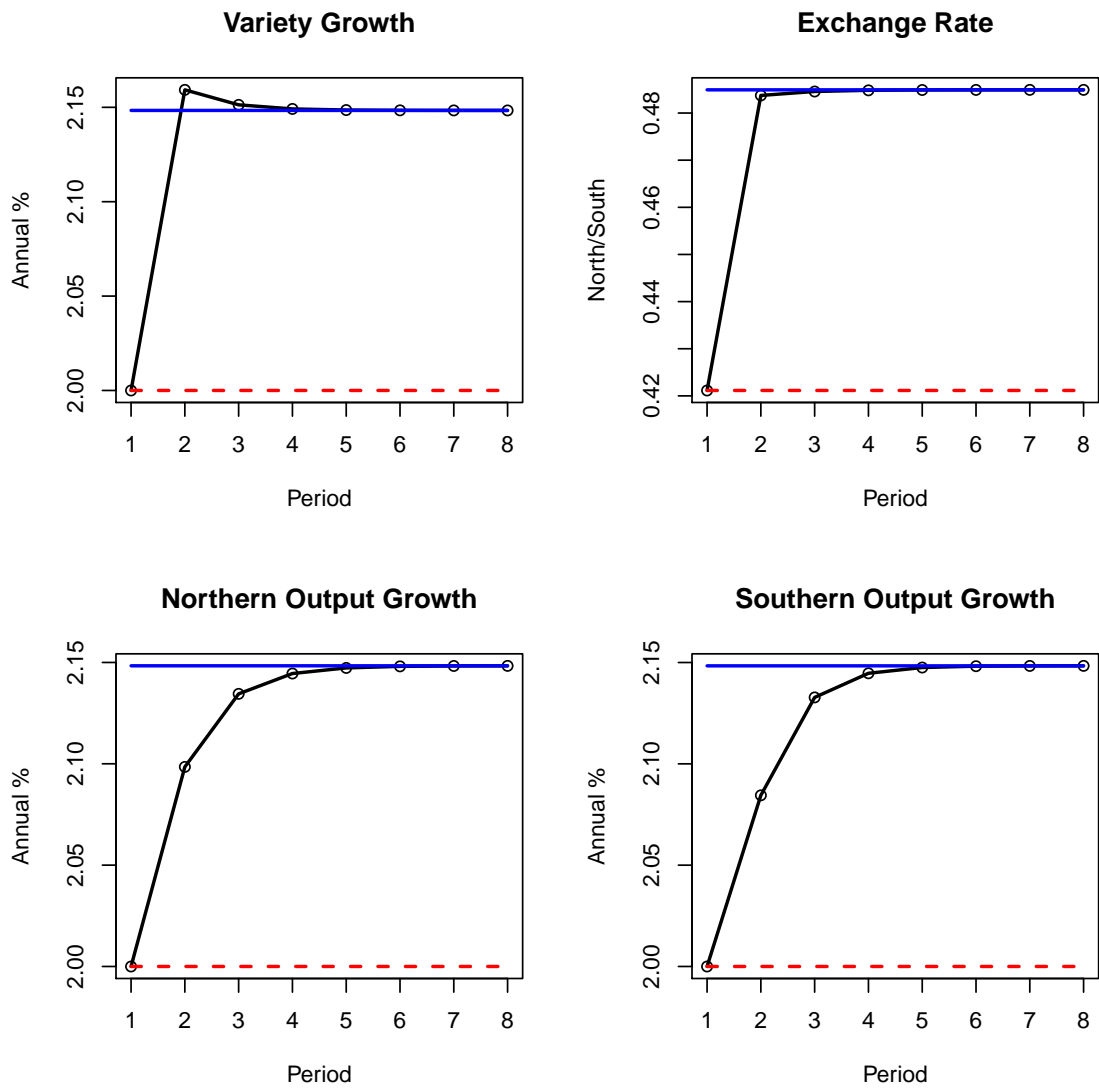 Variety Growth
Annual %
2.00 2.05 2.10 2.15
1 2 3 4 5 6 7 8
Period
Exchange Rate
North/South
0.42 0.44 0.46 0.48
1 2 3 4 5 6 7 8
Period
Northern Output Growth
Annual %
2.00 2.05 2.10 2.15
1 2 3 4 5 6 7 8
Period
Southern Output Growth
Annual %
2.00 2.05 2.10 2.15
1 2 3 4 5 6 7 8
Period